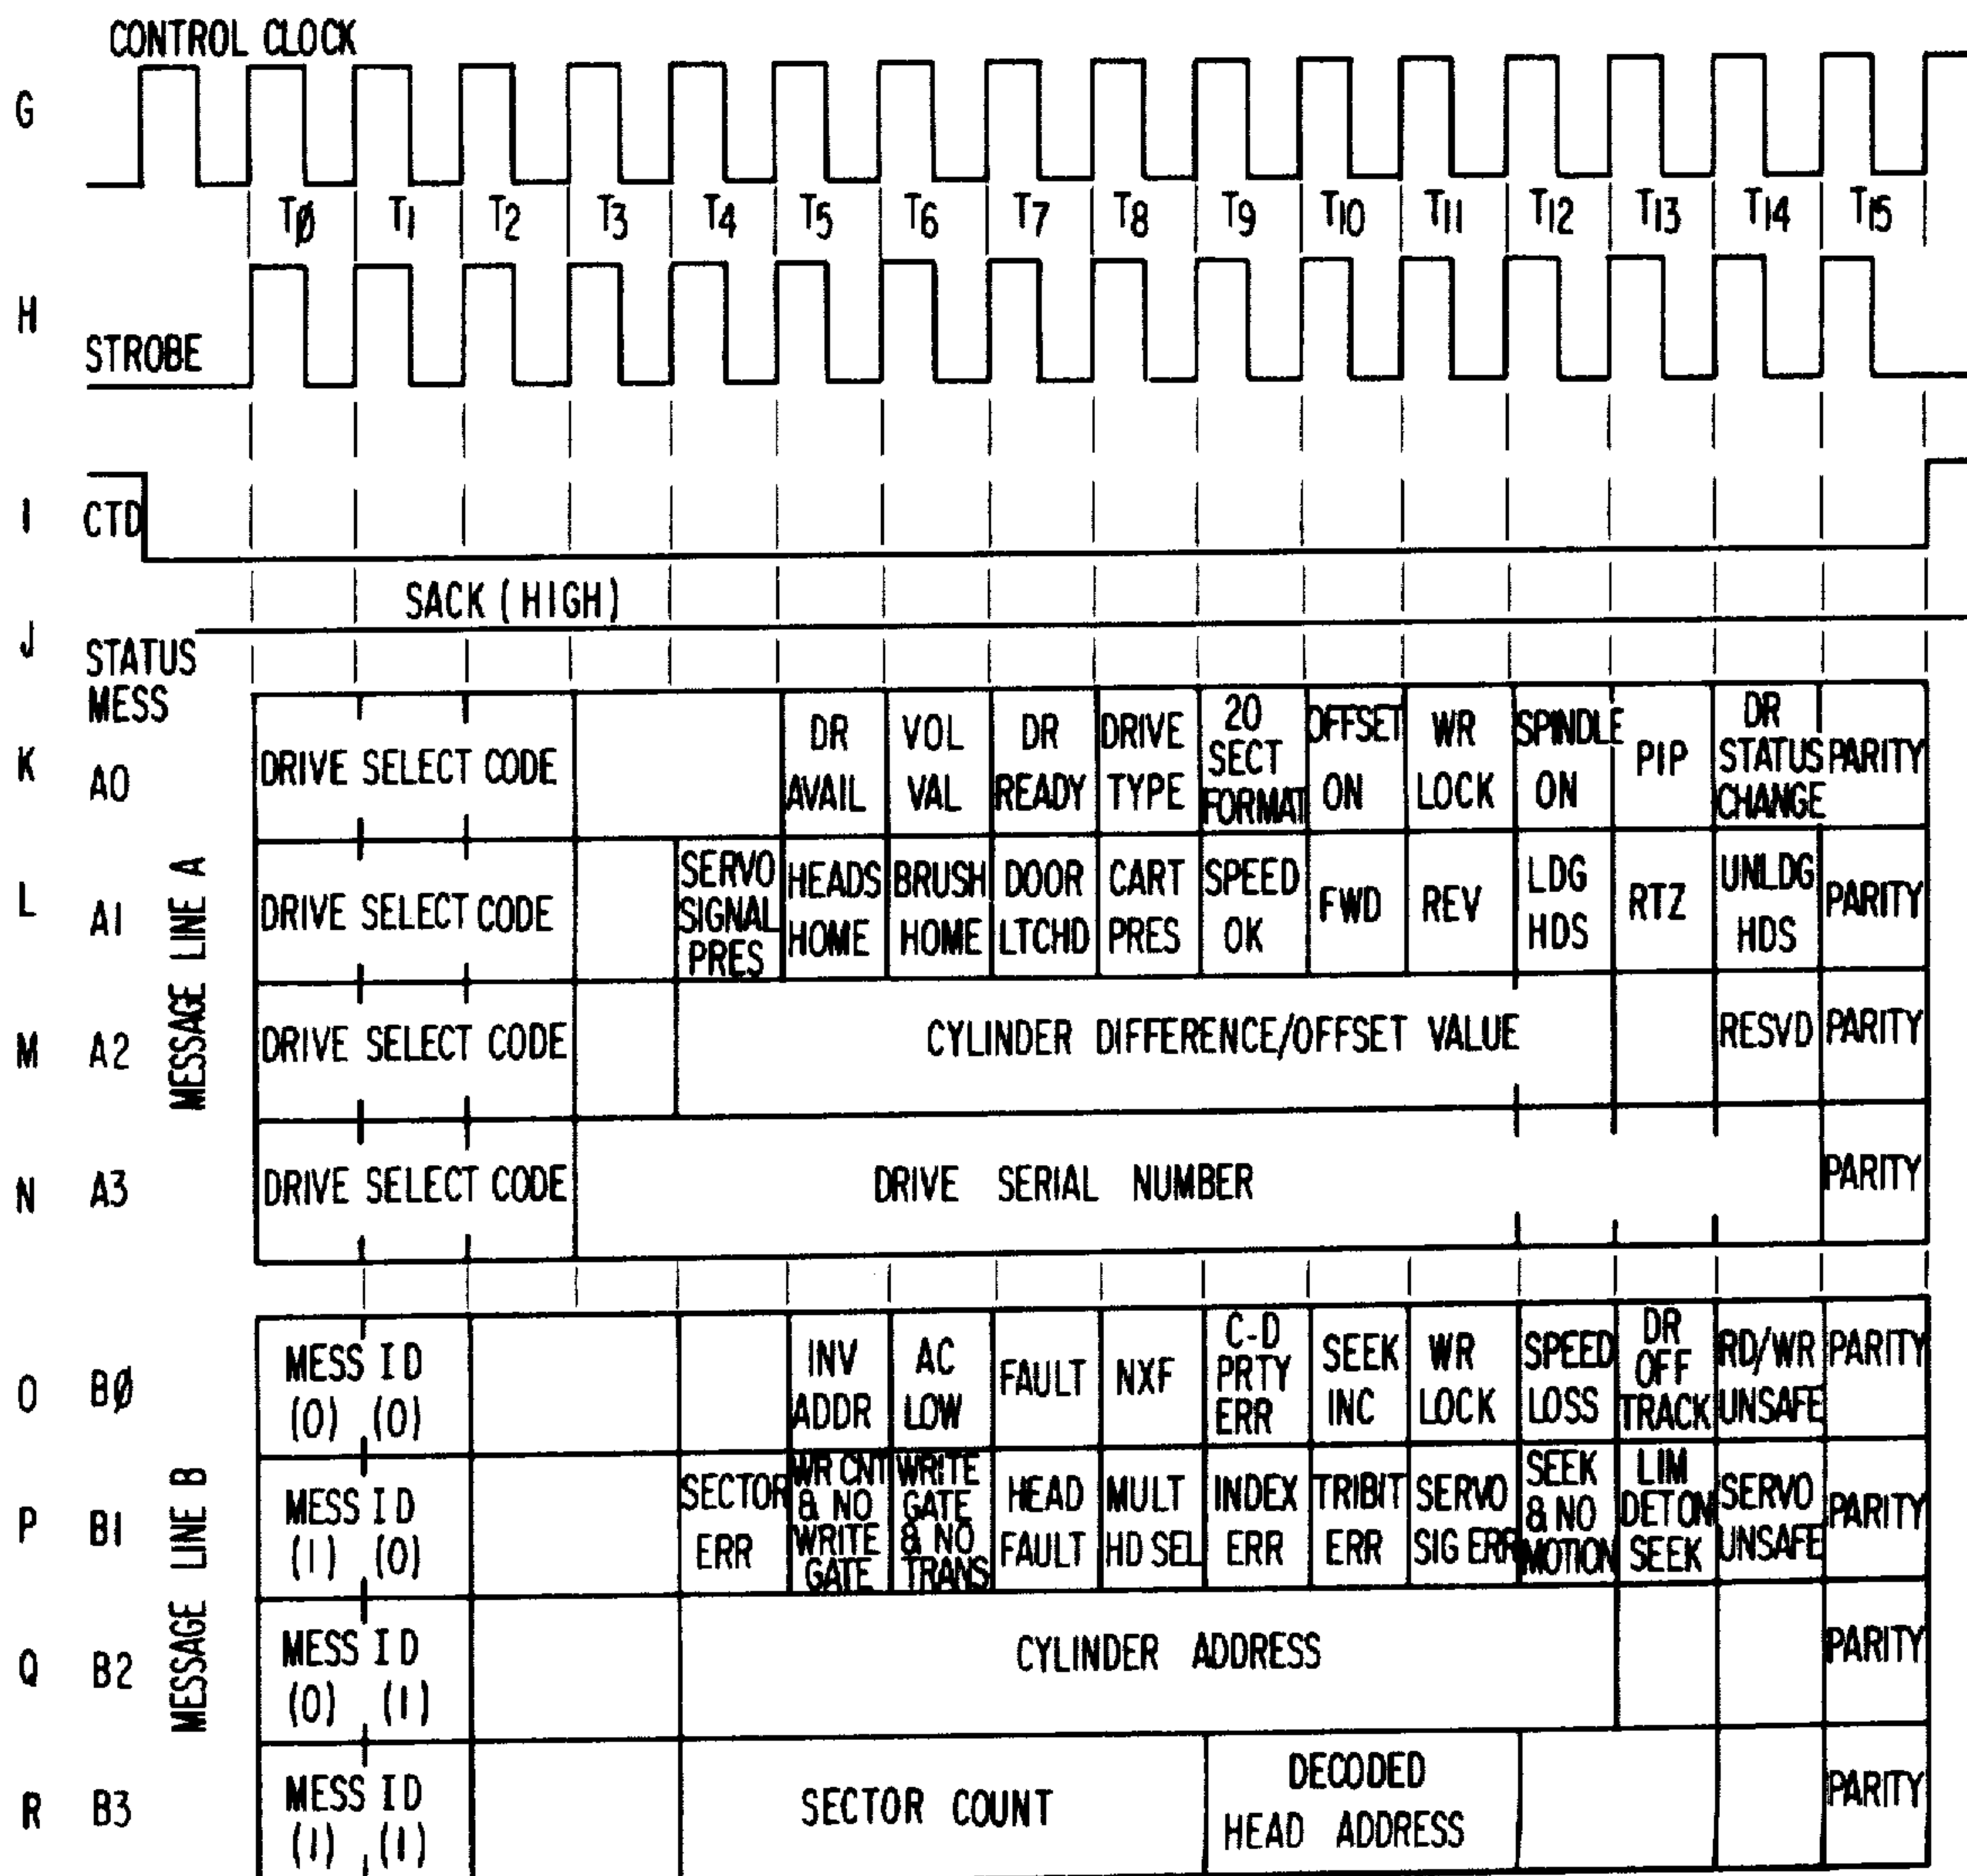 CONTROL CLOCK
G
TØ T1 T2 T3 T4 T5 T6 T7 T8 T9 T10 T11 T12 T13 T14 T15
H
STROBE
I CTD
SACK (HIGH)
J
STATUS
MESS
MESSAGE LINE A
K A0 DRIVE SELECT CODE
DR
AVAIL
VOL
VAL
DR
READY
DRIVE
TYPE
20
SECT
FORMAT
OFFSET
ON
WR
LOCK
SPINDLE
ON
PIP
DR
STATUS
CHANGE
PARITY
L A1 DRIVE SELECT CODE
SERVO
SIGNAL
PRES
HEADS
HOME
BRUSH
HOME
DOOR
LTCHD
CART
PRES
SPEED
OK
FWD
REV
LDG
HDS
RTZ
UNLDG
HDS
PARITY
M A2 DRIVE SELECT CODE
CYLINDER DIFFERENCE/OFFSET VALUE
RESVD
PARITY
N A3 DRIVE SELECT CODE
DRIVE SERIAL NUMBER
PARITY
MESSAGE LINE B
O BØ
MESS ID
(0) (0)
INV
ADDR
AC
LOW
FAULT
NXF
C-D
PRTY
ERR
SEEK
INC
WR
LOCK
SPEED
LOSS
DR
OFF
TRACK
RD/WR
UNSAFE
PARITY
P B1
MESS ID
(1) (0)
SECTOR
ERR
WR CNT
& NO
WRITE
GATE
WRITE
GATE
& NO
TRANS
HEAD
FAULT
MULT
HD SEL
INDEX
ERR
TRIBIT
ERR
SERVO
SIG ERR
SEEK
& NO
MOTION
LIM
DET ON
SEEK
SERVO
UNSAFE
PARITY
Q B2
MESS ID
(0) (1)
CYLINDER ADDRESS
PARITY
R B3
MESS ID
(1) (1)
SECTOR COUNT
DECODED
HEAD ADDRESS
PARITY